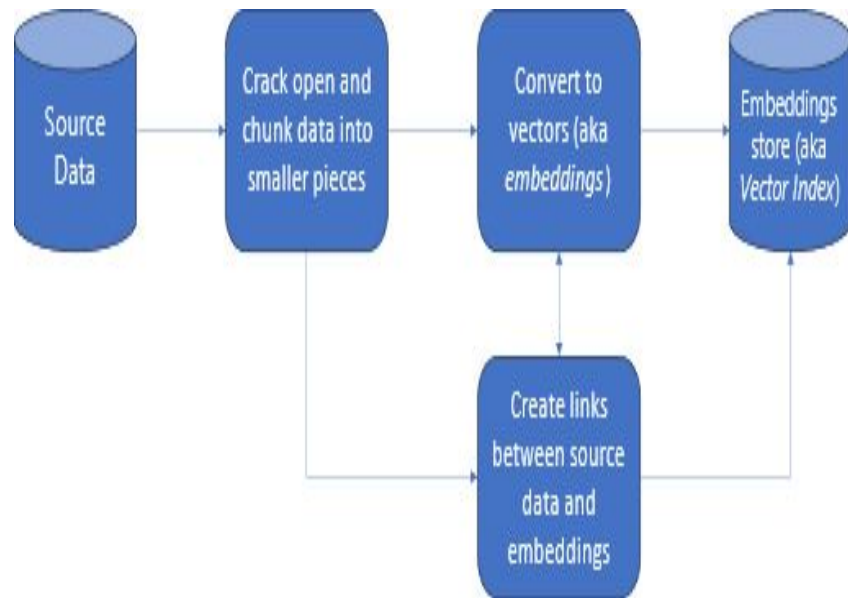 Source
Data
Crack open and
chunk data into
smaller pieces
Convert to
vectors (aka
embeddings)
Embeddings
store (aka
Vector Index)
Create links
between source
data and
embeddings